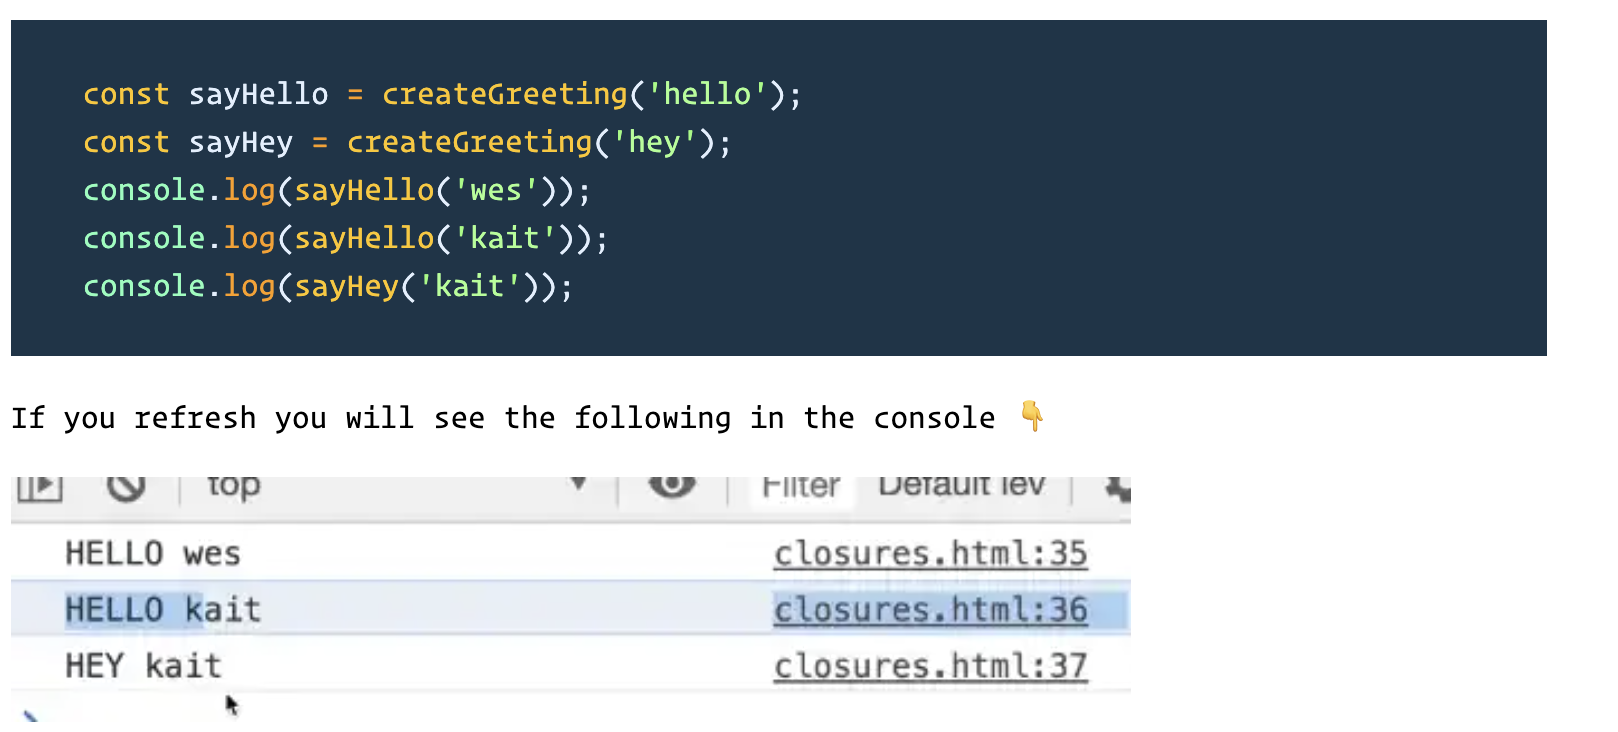 const sayHello = createGreeting('hello');
const sayHey = createGreeting('hey');
console.log(sayHello('wes'));
console.log(sayHello('kait'));
console.log(sayHey('kait'));
If you refresh you will see the following in the console 👇
top Filter Default lev
HELLO wes closures.html:35
HELLO kait closures.html:36
HEY kait closures.html:37